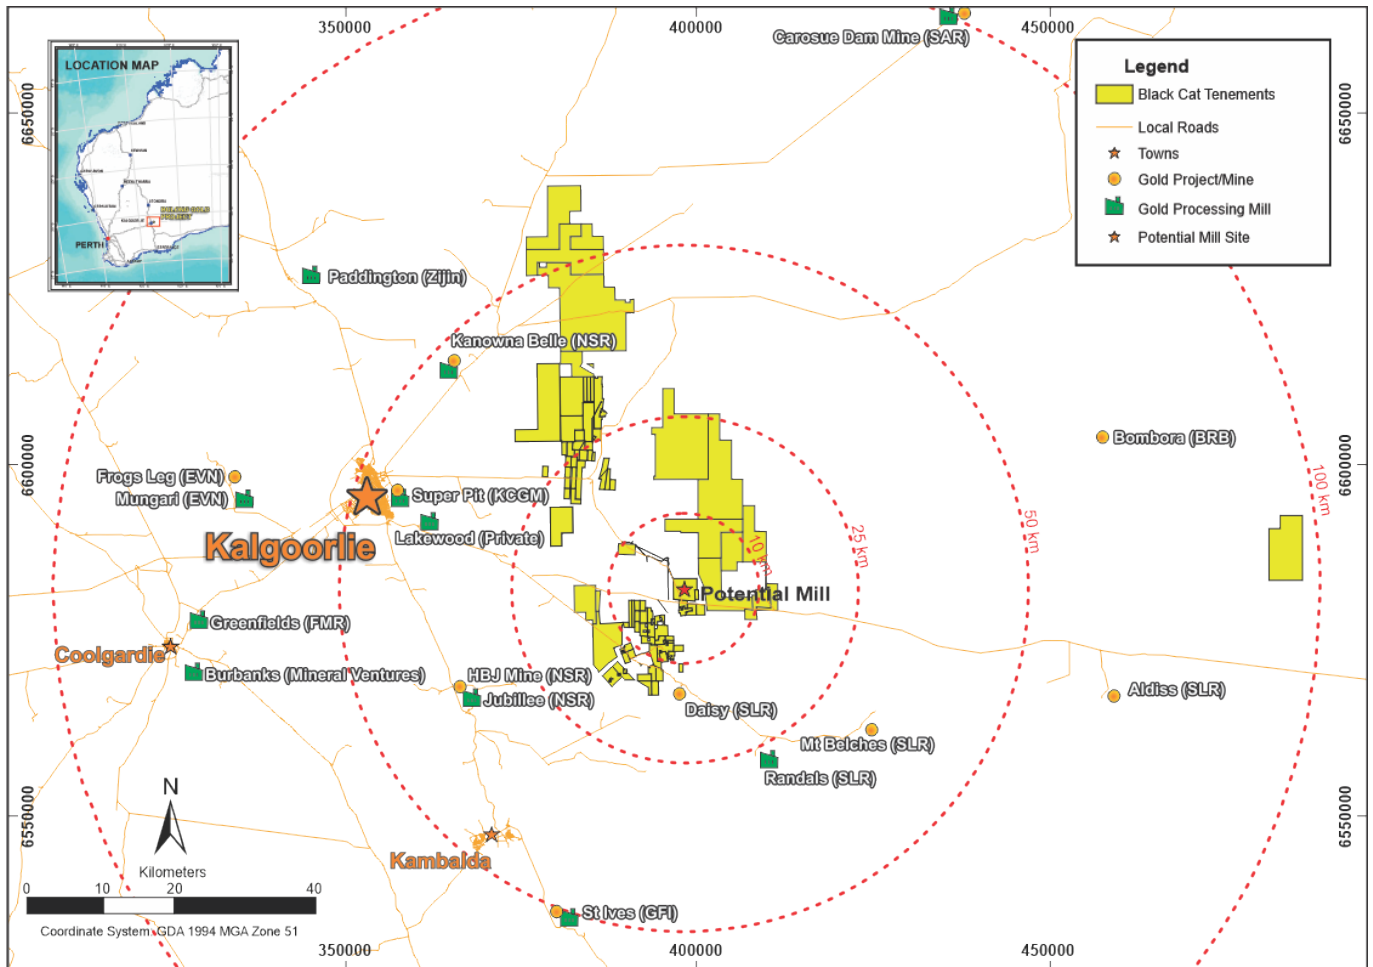 350000
400000
450000
Carosue Dam Mine (SAR)
LOCATION MAP
PERTH
BULONG GOLD
PROJECT
Legend
Black Cat Tenements
Local Roads
Towns
Gold Project/Mine
Gold Processing Mill
Potential Mill Site
6650000
6650000
Paddington (Zijin)
Kanowna Belle (NSR)
Bombora (BRB)
6600000
6600000
Frogs Leg (EVN)
Mungari (EVN)
Super Pit (KCGM)
Lakewood (Private)
Kalgoorlie
10 km
25 km
50 km
100 km
Potential Mill
Greenfields (FMR)
Coolgardie
Burbanks (Mineral Ventures)
HBJ Mine (NSR)
Jubillee (NSR)
Daisy (SLR)
Aldiss (SLR)
Mt Belches (SLR)
Randals (SLR)
6550000
6550000
N
Kilometers
0 10 20 40
Coordinate System: GDA 1994 MGA Zone 51
Kambalda
St Ives (GFI)
350000
400000
450000